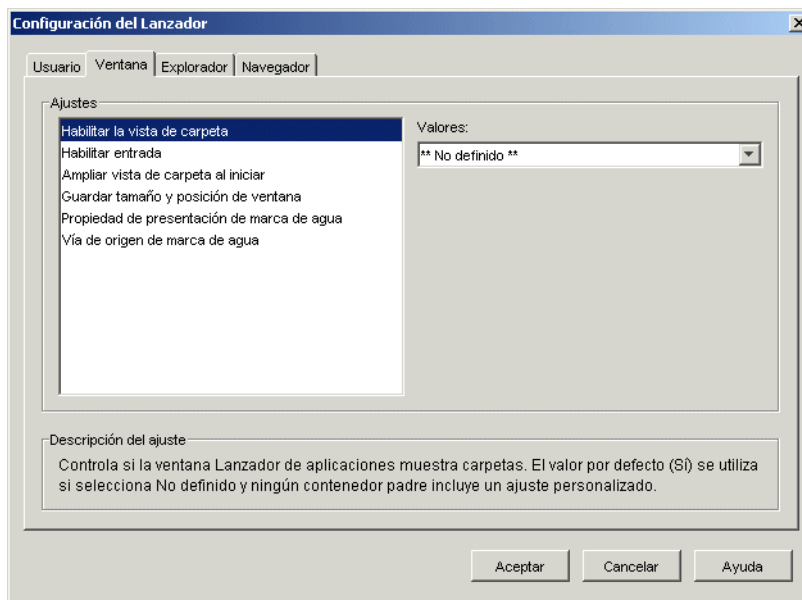 Configuración del Lanzador
Usuario Ventana Explorador Navegador
Ajustes
Habilitar la vista de carpeta
Habilitar entrada
Ampliar vista de carpeta al iniciar
Guardar tamaño y posición de ventana
Propiedad de presentación de marca de agua
Vía de origen de marca de agua
Valores:
** No definido **
Descripción del ajuste
Controla si la ventana Lanzador de aplicaciones muestra carpetas. El valor por defecto (Sí) se utiliza
si selecciona No definido y ningún contenedor padre incluye un ajuste personalizado.
Aceptar Cancelar Ayuda